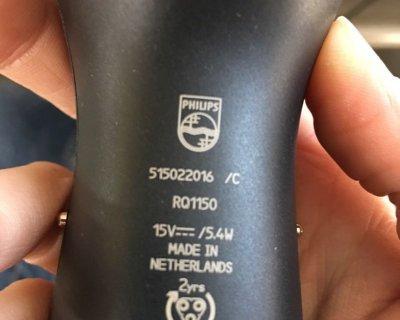 PHILIPS
515022016 /C
RQ1150
15V⎓/5.4W
MADE IN
NETHERLANDS
2yrs